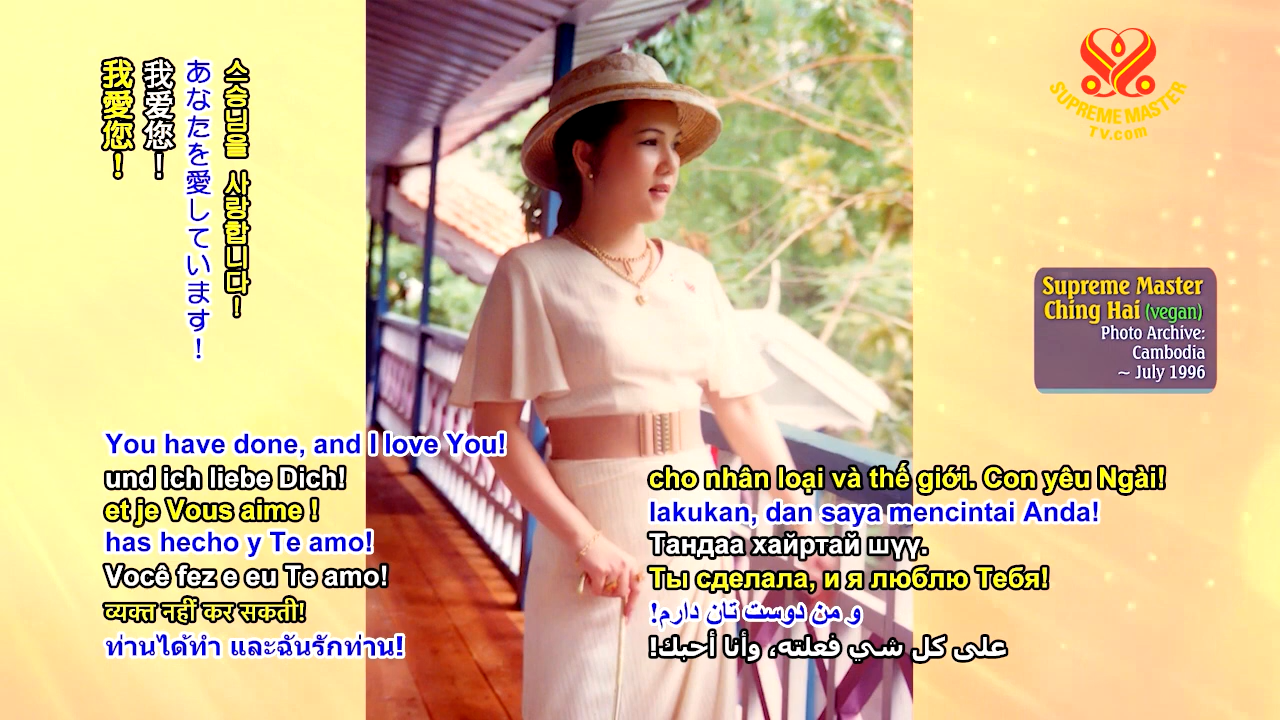 我愛您！
我爱您！
あなたを愛しています！
스승님을 사랑합니다！
You have done, and I love You!
und ich liebe Dich!
et je Vous aime !
has hecho y Te amo!
Você fez e eu Te amo!
व्यक्त नहीं कर सकती!
ท่านได้ทำ และฉันรักท่าน!
cho nhân loại và thế giới. Con yêu Ngài!
lakukan, dan saya mencintai Anda!
Тандаа хайртай шүү.
Ты сделала, и я люблю Тебя!
و من دوست تان دارم!
على كل شي فعلته، وأنا أحبك!
SUPREME MASTER
TV.com
Supreme Master
Ching Hai (vegan)
Photo Archive:
Cambodia
~ July 1996